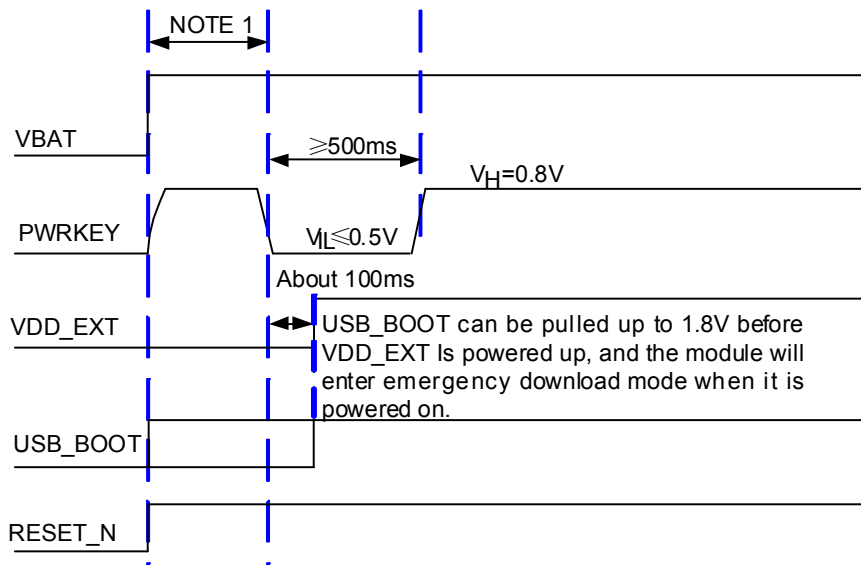 NOTE 1
VBAT
≥500ms
VH=0.8V
PWRKEY
VIL≤0.5V
About 100ms
VDD_EXT
USB_BOOT can be pulled up to 1.8V before
VDD_EXT Is powered up, and the module will
enter emergency download mode when it is
powered on.
USB_BOOT
RESET_N